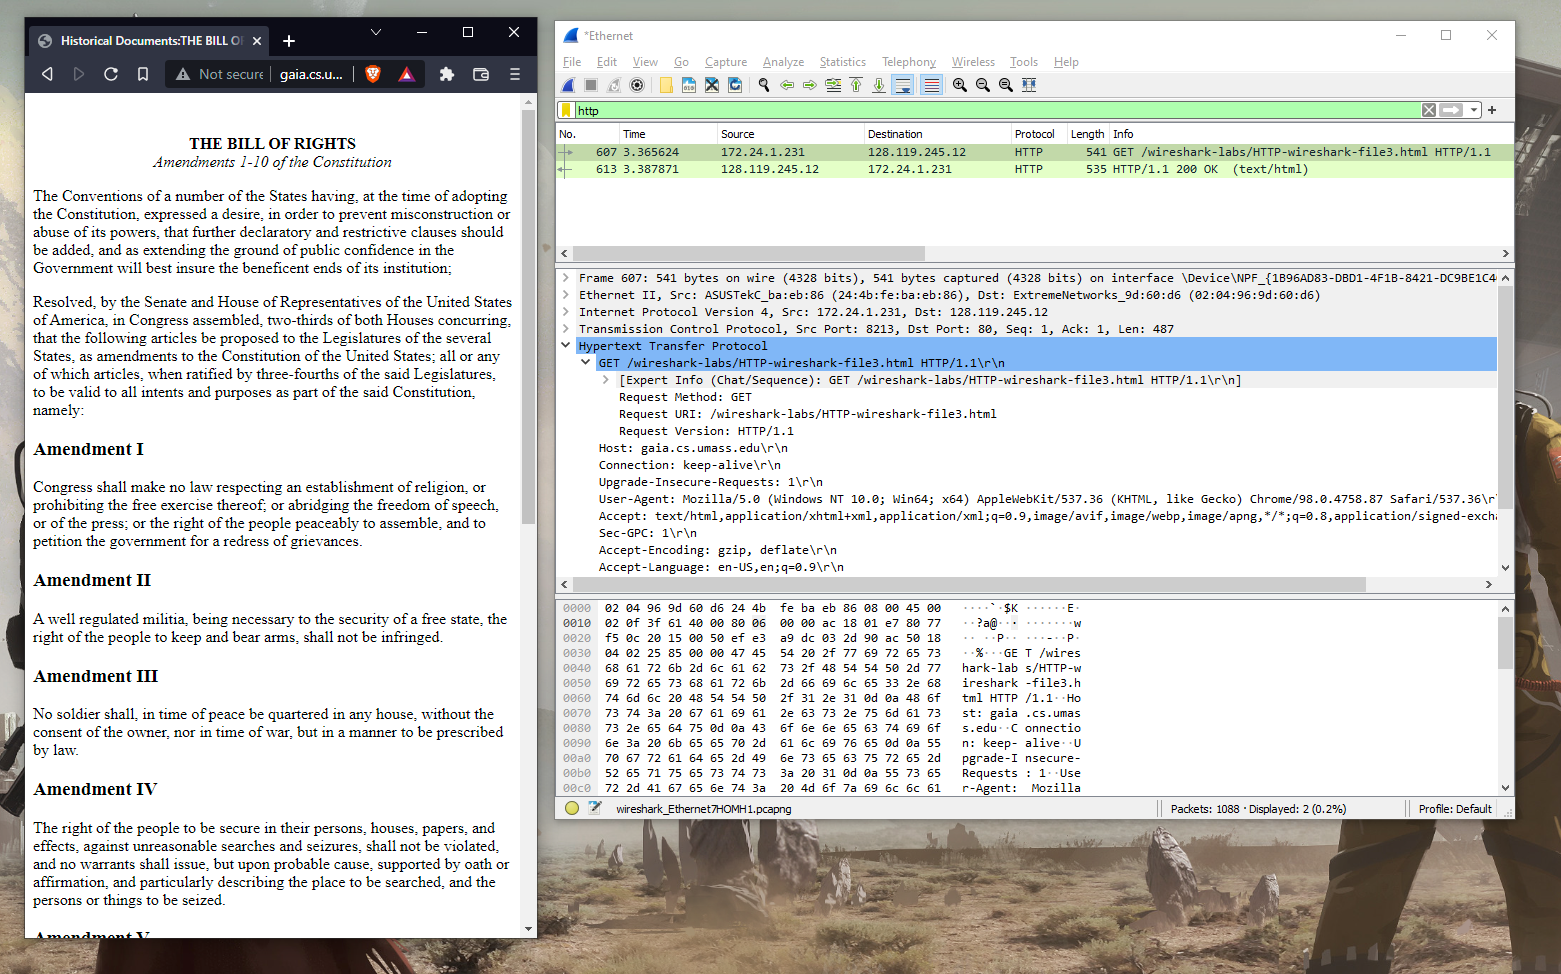 Historical Documents:THE BILL OF
Not secure
gaia.cs.u...
THE BILL OF RIGHTS
Amendments 1-10 of the Constitution
The Conventions of a number of the States having, at the time of adopting
the Constitution, expressed a desire, in order to prevent misconstruction or
abuse of its powers, that further declaratory and restrictive clauses should
be added, and as extending the ground of public confidence in the
Government will best insure the beneficent ends of its institution;
Resolved, by the Senate and House of Representatives of the United States
of America, in Congress assembled, two-thirds of both Houses concurring,
that the following articles be proposed to the Legislatures of the several
States, as amendments to the Constitution of the United States; all or any
of which articles, when ratified by three-fourths of the said Legislatures,
to be valid to all intents and purposes as part of the said Constitution,
namely:
Amendment I
Congress shall make no law respecting an establishment of religion, or
prohibiting the free exercise thereof; or abridging the freedom of speech,
or of the press; or the right of the people peaceably to assemble, and to
petition the government for a redress of grievances.
Amendment II
A well regulated militia, being necessary to the security of a free state, the
right of the people to keep and bear arms, shall not be infringed.
Amendment III
No soldier shall, in time of peace be quartered in any house, without the
consent of the owner, nor in time of war, but in a manner to be prescribed
by law.
Amendment IV
The right of the people to be secure in their persons, houses, papers, and
effects, against unreasonable searches and seizures, shall not be violated,
and no warrants shall issue, but upon probable cause, supported by oath or
affirmation, and particularly describing the place to be searched, and the
persons or things to be seized.
Amendment V
*Ethernet
File Edit View Go Capture Analyze Statistics Telephony Wireless Tools Help
http
No. Time Source Destination Protocol Length Info
607 3.365624 172.24.1.231 128.119.245.12 HTTP 541 GET /wireshark-labs/HTTP-wireshark-file3.html HTTP/1.1
613 3.387871 128.119.245.12 172.24.1.231 HTTP 535 HTTP/1.1 200 OK (text/html)
Frame 607: 541 bytes on wire (4328 bits), 541 bytes captured (4328 bits) on interface \Device\NPF_{1B96AD83-DBD1-4F1B-8421-DC9BE1C4
Ethernet II, Src: ASUSTekC_ba:eb:86 (24:4b:fe:ba:eb:86), Dst: ExtremeNetworks_9d:60:d6 (02:04:96:9d:60:d6)
Internet Protocol Version 4, Src: 172.24.1.231, Dst: 128.119.245.12
Transmission Control Protocol, Src Port: 8213, Dst Port: 80, Seq: 1, Ack: 1, Len: 487
Hypertext Transfer Protocol
GET /wireshark-labs/HTTP-wireshark-file3.html HTTP/1.1\r\n
[Expert Info (Chat/Sequence): GET /wireshark-labs/HTTP-wireshark-file3.html HTTP/1.1\r\n]
Request Method: GET
Request URI: /wireshark-labs/HTTP-wireshark-file3.html
Request Version: HTTP/1.1
Host: gaia.cs.umass.edu\r\n
Connection: keep-alive\r\n
Upgrade-Insecure-Requests: 1\r\n
User-Agent: Mozilla/5.0 (Windows NT 10.0; Win64; x64) AppleWebKit/537.36 (KHTML, like Gecko) Chrome/98.0.4758.87 Safari/537.36\r
Accept: text/html,application/xhtml+xml,application/xml;q=0.9,image/avif,image/webp,image/apng,*/*;q=0.8,application/signed-excha
Sec-GPC: 1\r\n
Accept-Encoding: gzip, deflate\r\n
Accept-Language: en-US,en;q=0.9\r\n
0000 02 04 96 9d 60 d6 24 4b fe ba eb 86 08 00 45 00 ····`·$K ······E·
0010 02 0f 3f 61 40 00 80 06 00 00 ac 18 01 e7 80 77 ··?a@··· ·······w
0020 f5 0c 20 15 00 50 ef e3 a9 dc 03 2d 90 ac 50 18 ·· ··P·· ···-··P·
0030 04 02 25 85 00 00 47 45 54 20 2f 77 69 72 65 73 ··%···GE T /wires
0040 68 61 72 6b 2d 6c 61 62 73 2f 48 54 54 50 2d 77 hark-lab s/HTTP-w
0050 69 72 65 73 68 61 72 6b 2d 66 69 6c 65 33 2e 68 ireshark -file3.h
0060 74 6d 6c 20 48 54 54 50 2f 31 2e 31 0d 0a 48 6f tml HTTP /1.1··Ho
0070 73 74 3a 20 67 61 69 61 2e 63 73 2e 75 6d 61 73 st: gaia .cs.umas
0080 73 2e 65 64 75 0d 0a 43 6f 6e 6e 65 63 74 69 6f s.edu··C onnectio
0090 6e 3a 20 6b 65 65 70 2d 61 6c 69 76 65 0d 0a 55 n: keep- alive··U
00a0 70 67 72 61 64 65 2d 49 6e 73 65 63 75 72 65 2d pgrade-I nsecure-
00b0 52 65 71 75 65 73 74 73 3a 20 31 0d 0a 55 73 65 Requests : 1··Use
00c0 72 2d 41 67 65 6e 74 3a 20 4d 6f 7a 69 6c 6c 61 r-Agent: Mozilla
wireshark_Ethernet7HOMH1.pcapng
Packets: 1088 · Displayed: 2 (0.2%)
Profile: Default